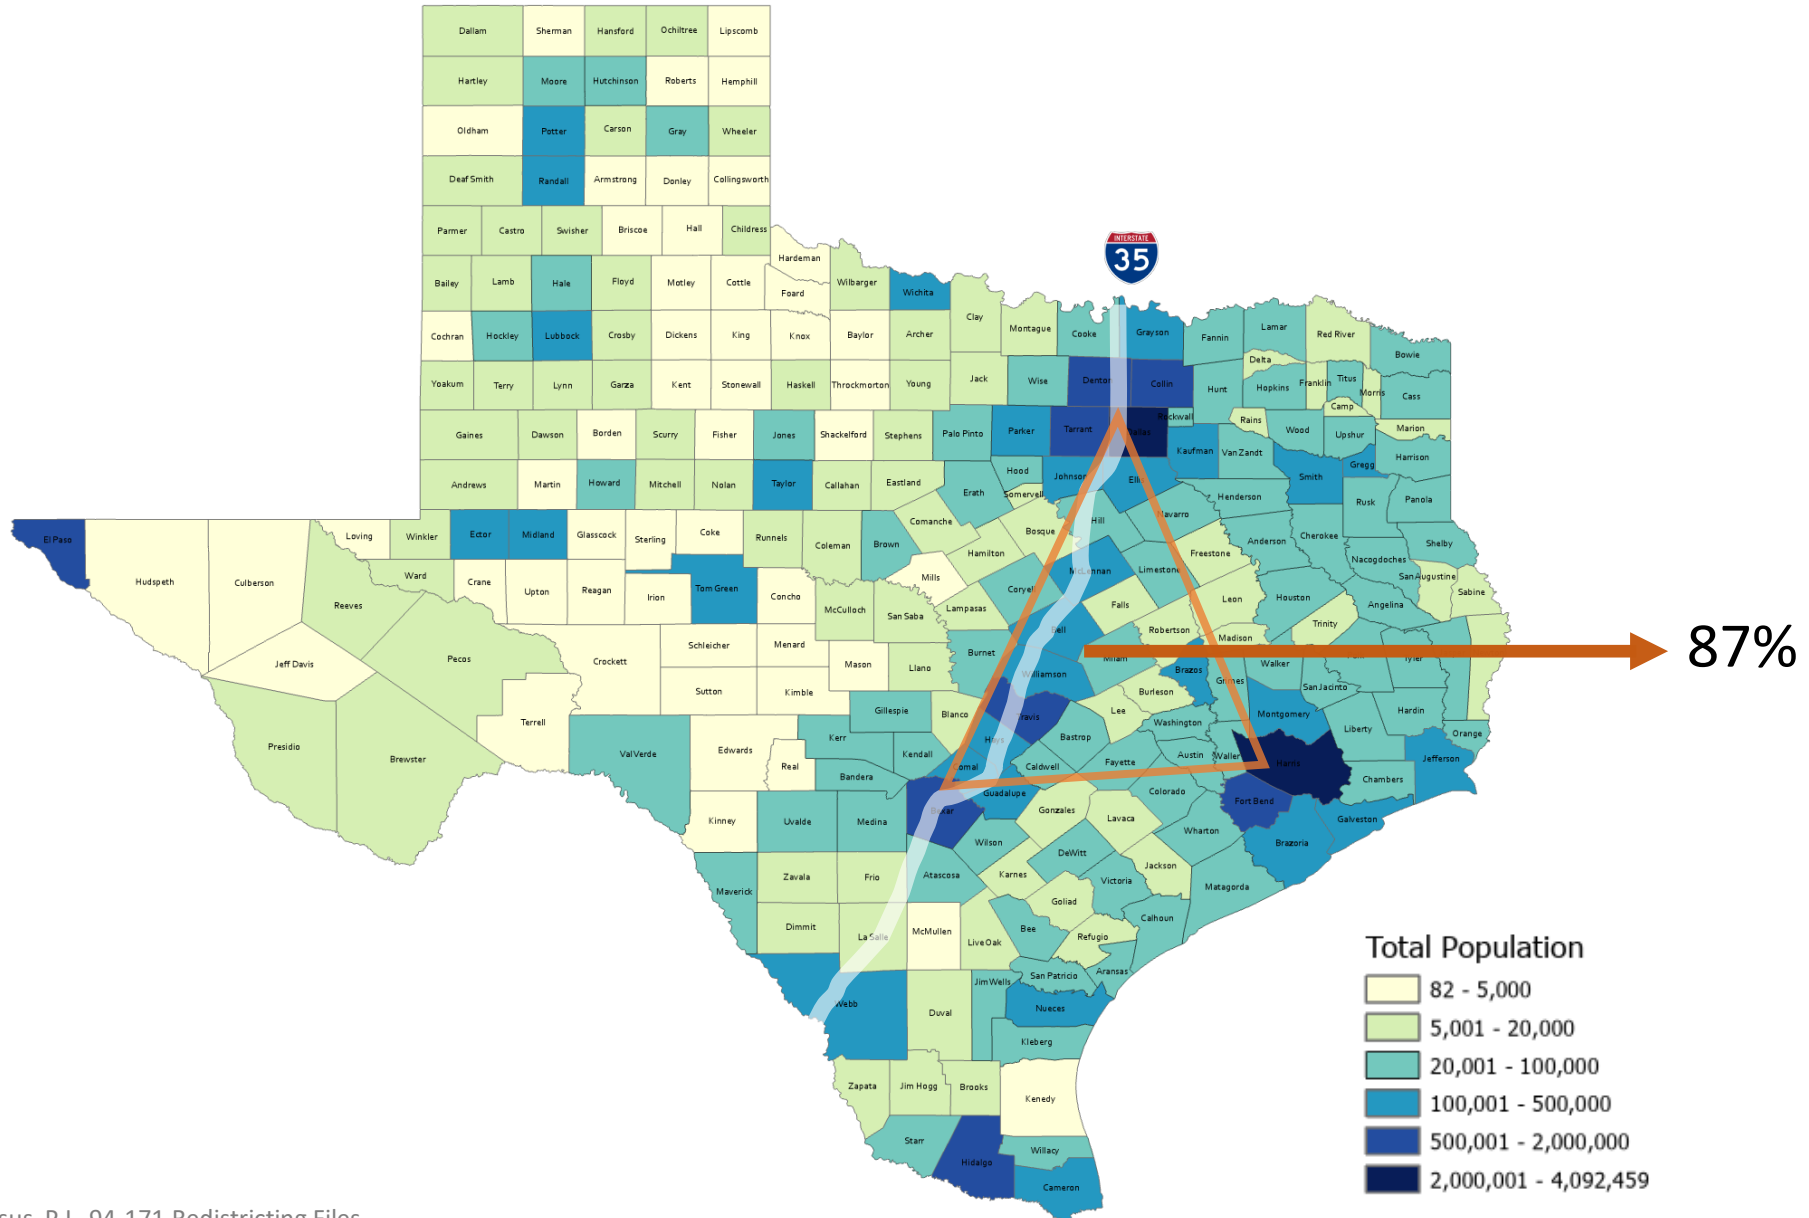 Dallam
Sherman
Hansford
Ochiltree
Lipscomb
Hartley
Moore
Hutchinson
Roberts
Hemphill
Oldham
Potter
Carson
Gray
Wheeler
Deaf Smith
Randall
Armstrong
Donley
Collingsworth
Parmer
Castro
Swisher
Briscoe
Hall
Childress
Hardeman
INTERSTATE
35
Bailey
Lamb
Hale
Floyd
Motley
Cottle
Foard
Wilbarger
Wichita
Clay
Montague
Cooke
Grayson
Fannin
Lamar
Red River
Bowie
Cochran
Hockley
Lubbock
Crosby
Dickens
King
Knox
Baylor
Archer
Delta
Yoakum
Terry
Lynn
Garza
Kent
Stonewall
Haskell
Throckmorton
Young
Jack
Wise
Denton
Collin
Hunt
Hopkins
Franklin
Titus
Morris
Cass
Camp
Gaines
Dawson
Borden
Scurry
Fisher
Jones
Shackelford
Stephens
Palo Pinto
Parker
Tarrant
Dallas
Rockwall
Rains
Wood
Upshur
Marion
Kaufman
Van Zandt
Smith
Gregg
Harrison
Andrews
Martin
Howard
Mitchell
Nolan
Taylor
Callahan
Eastland
Erath
Hood
Somervell
Johnson
Ellis
Henderson
Rusk
Panola
El Paso
Hudspeth
Culberson
Loving
Winkler
Ector
Midland
Glasscock
Sterling
Coke
Runnels
Coleman
Brown
Comanche
Hamilton
Bosque
Hill
Navarro
Freestone
Anderson
Cherokee
Nacogdoches
Shelby
Reeves
Ward
Crane
Upton
Reagan
Irion
Tom Green
Concho
McCulloch
San Saba
Mills
Lampasas
Coryell
McLennan
Limestone
Falls
Leon
Houston
Angelina
San Augustine
Sabine
Jeff Davis
Pecos
Crockett
Schleicher
Menard
Mason
Llano
Burnet
Bell
Milam
Robertson
Madison
Trinity
Tyler
87%
Sutton
Kimble
Gillespie
Blanco
Williamson
Travis
Lee
Burleson
Brazos
Grimes
Walker
San Jacinto
Montgomery
Hardin
Presidio
Brewster
Terrell
Val Verde
Edwards
Real
Kerr
Kendall
Bandera
Hays
Comal
Caldwell
Bastrop
Fayette
Washington
Austin
Waller
Harris
Liberty
Orange
Jefferson
Chambers
Kinney
Uvalde
Medina
Bexar
Guadalupe
Gonzales
Lavaca
Colorado
Fort Bend
Wharton
Galveston
Brazoria
Wilson
Maverick
Zavala
Frio
Atascosa
Karnes
DeWitt
Jackson
Victoria
Matagorda
Goliad
Calhoun
Dimmit
La Salle
McMullen
Live Oak
Bee
Refugio
Aransas
San Patricio
Webb
Duval
Jim Wells
Nueces
Kleberg
Zapata
Jim Hogg
Brooks
Kenedy
Starr
Hidalgo
Willacy
Cameron
Total Population
82 - 5,000
5,001 - 20,000
20,001 - 100,000
100,001 - 500,000
500,001 - 2,000,000
2,000,001 - 4,092,459
P.L. 94-171 Redistricting Files